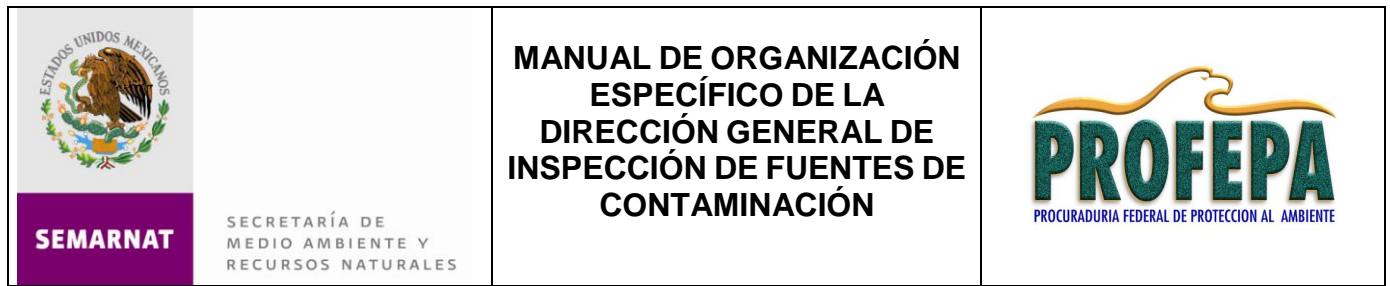 ESTADOS UNIDOS MEXICANOS
SEMARNAT
SECRETARÍA DE
MEDIO AMBIENTE Y
RECURSOS NATURALES
MANUAL DE ORGANIZACIÓN
ESPECÍFICO DE LA
DIRECCIÓN GENERAL DE
INSPECCIÓN DE FUENTES DE
CONTAMINACIÓN
PROFEPA
PROCURADURIA FEDERAL DE PROTECCION AL AMBIENTE